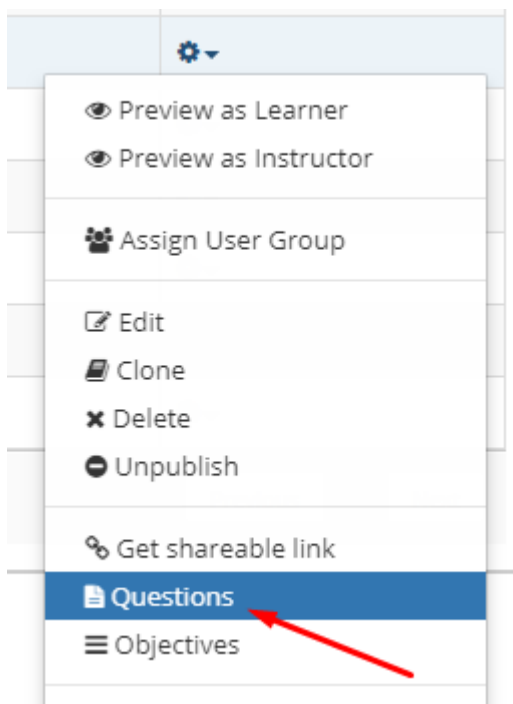 Preview as Learner
Preview as Instructor
Assign User Group
Edit
Clone
Delete
Unpublish
Get shareable link
Questions
Objectives